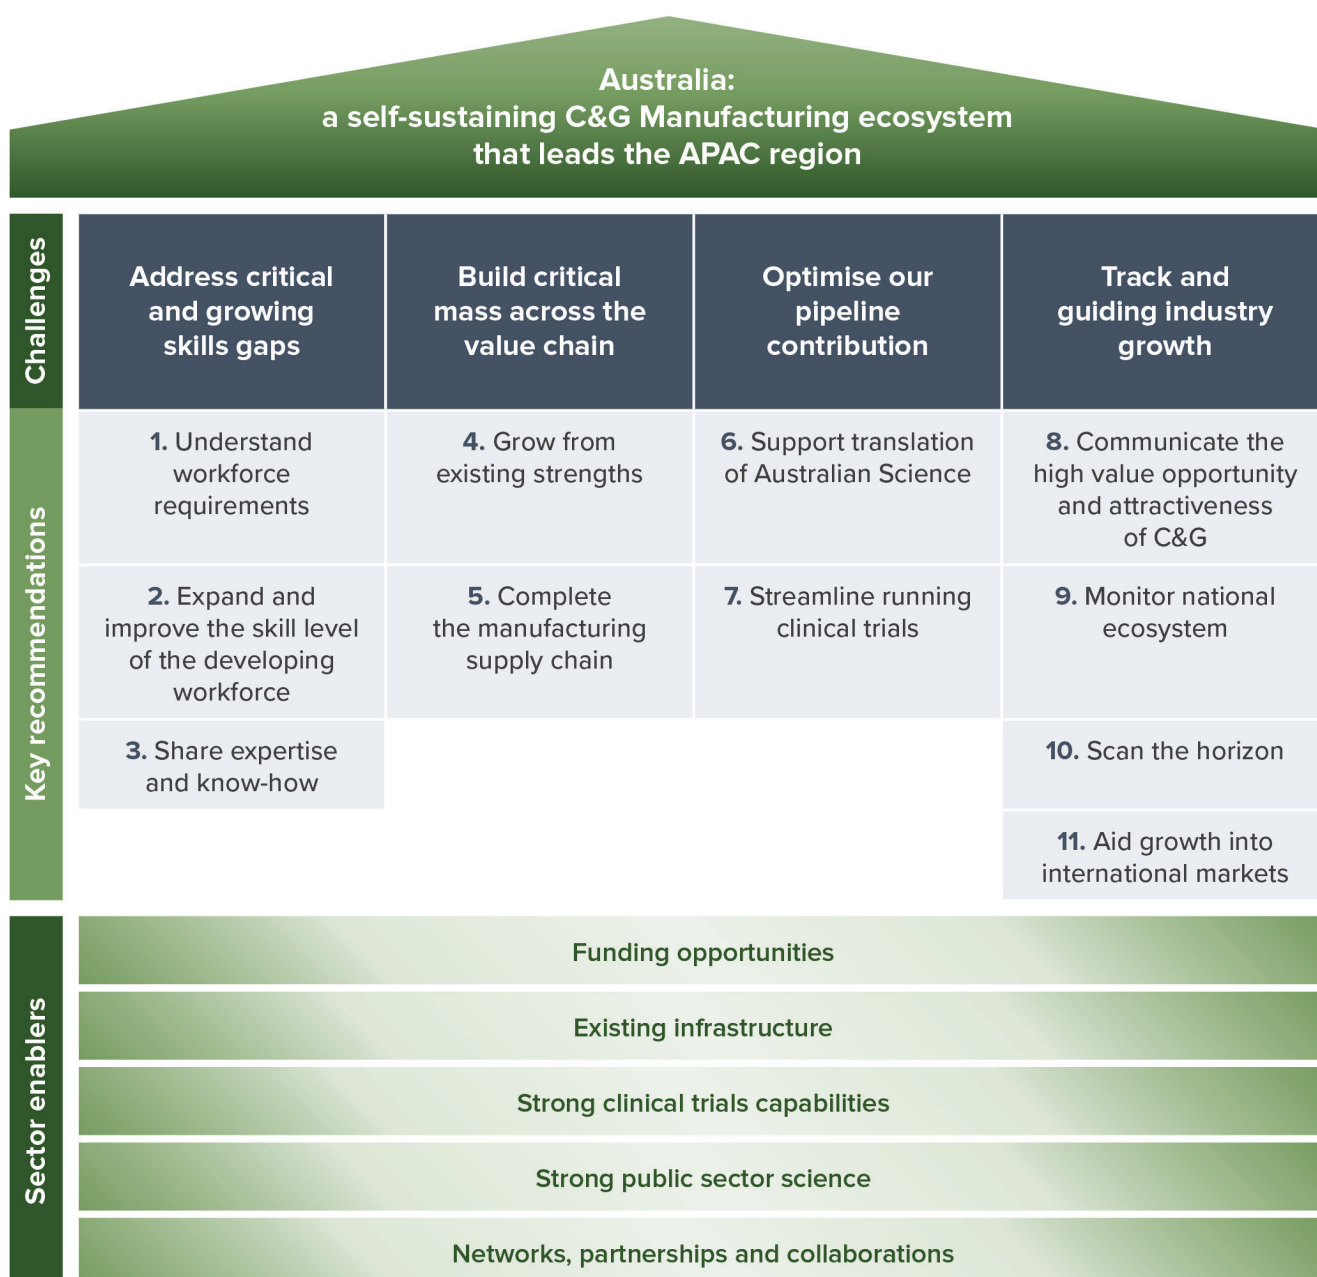 Australia:
a self-sustaining C&G Manufacturing ecosystem
that leads the APAC region
Challenges
Address critical
and growing
skills gaps
Build critical
mass across the
value chain
Optimise our
pipeline
contribution
Track and
guiding industry
growth
Key recommendations
1. Understand
workforce
requirements
4. Grow from
existing strengths
6. Support translation
of Australian Science
8. Communicate the
high value opportunity
and attractiveness
of C&G
2. Expand and
improve the skill level
of the developing
workforce
5. Complete
the manufacturing
supply chain
7. Streamline running
clinical trials
9. Monitor national
ecosystem
3. Share expertise
and know-how
10. Scan the horizon
11. Aid growth into
international markets
Sector enablers
Funding opportunities
Existing infrastructure
Strong clinical trials capabilities
Strong public sector science
Networks, partnerships and collaborations